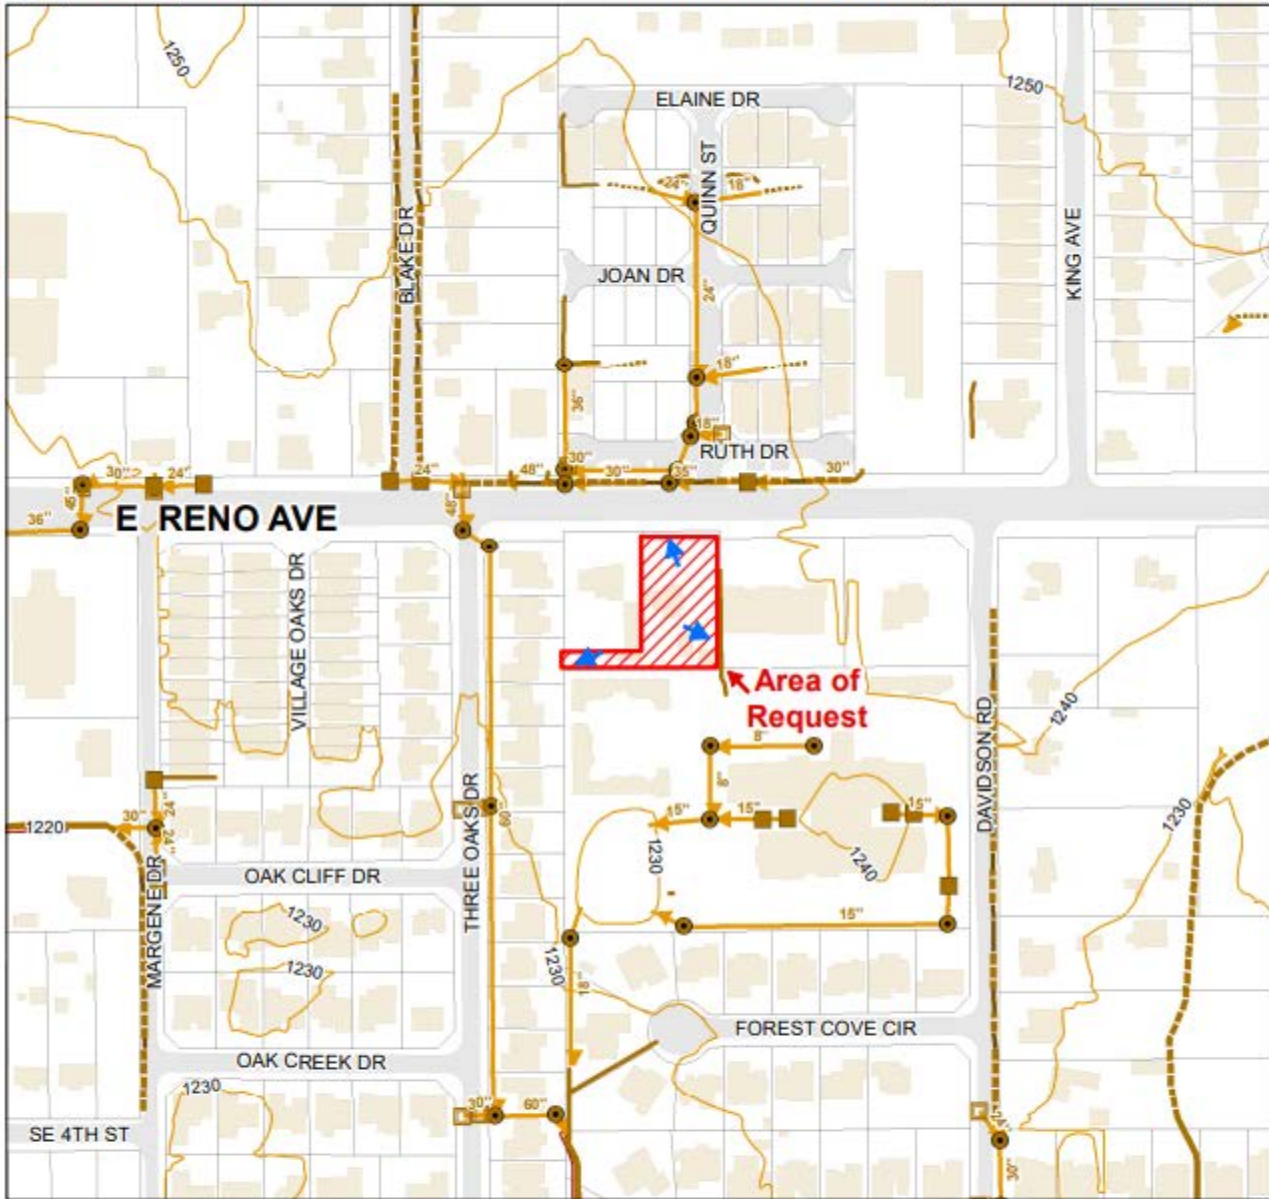 1250
ELAINE DR
1250
24"
18"
QUINN ST
BLAKE DR
KING AVE
JOAN DR
24"
18"
36"
18"
RUTH DR
30"
24"
24"
48"
30"
30"
35"
30"
36"
48"
E RENO AVE
VILLAGE OAKS DR
Area of
Request
1240
8"
8"
DAVIDSON RD
THREE OAKS DR
60"
15"
15"
15"
24"
30"
24"
1220
1230
1240
1230
MARGENE DR
OAK CLIFF DR
15"
1230
1230
1230
18"
FOREST COVE CIR
OAK CREEK DR
1230
30"
60"
24"
SE 4TH ST
30"